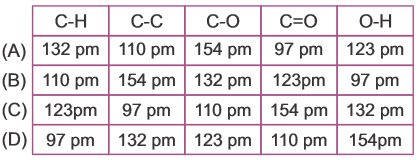 C-H C-C C-O C=O O-H
(A) 132 pm 110 pm 154 pm 97 pm 123 pm
(B) 110 pm 154 pm 132 pm 123pm 97 pm
(C) 123pm 97 pm 110 pm 154 pm 132 pm
(D) 97 pm 132 pm 123 pm 110 pm 154pm